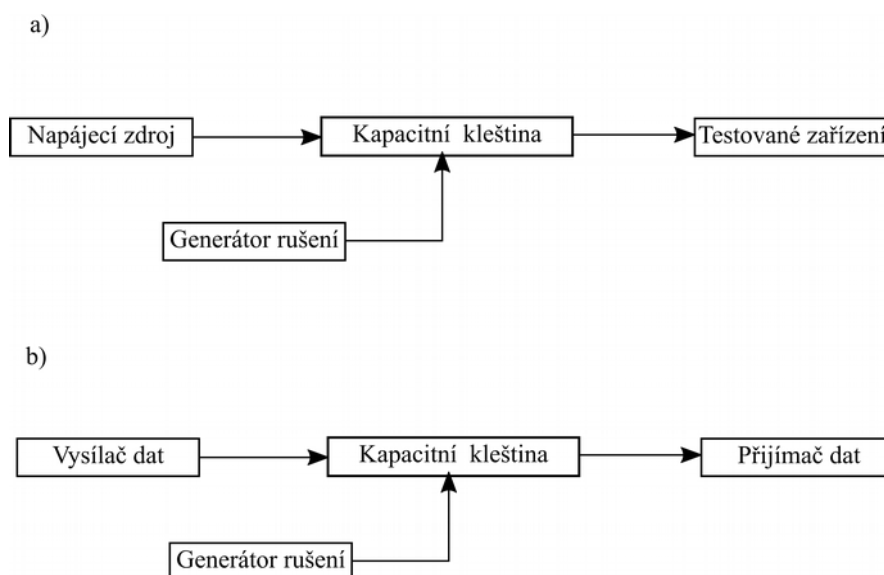 a)
Napájecí zdroj
Kapacitní kleština
Testované zařízení
Generátor rušení
b)
Vysílač dat
Kapacitní kleština
Přijímač dat
Generátor rušení